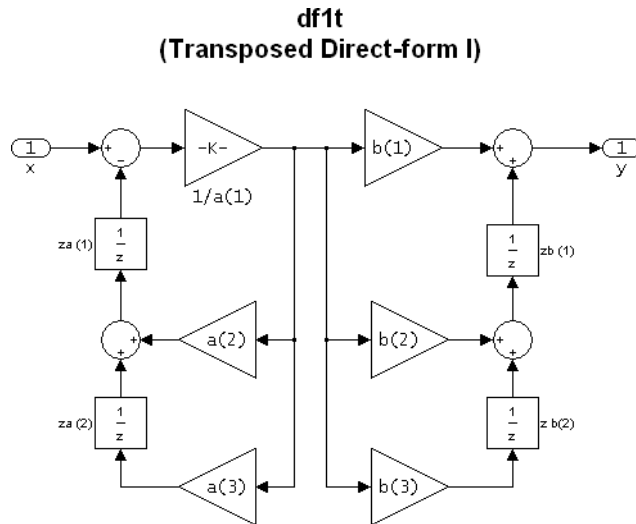 df1t
(Transposed Direct-form I)
1
x
+
−
-K-
1/a(1)
b(1)
+
+
1
y
za (1)
1
z
1
z
zb (1)
+
+
a(2)
b(2)
+
+
za (2)
1
z
1
z
z b(2)
a(3)
b(3)